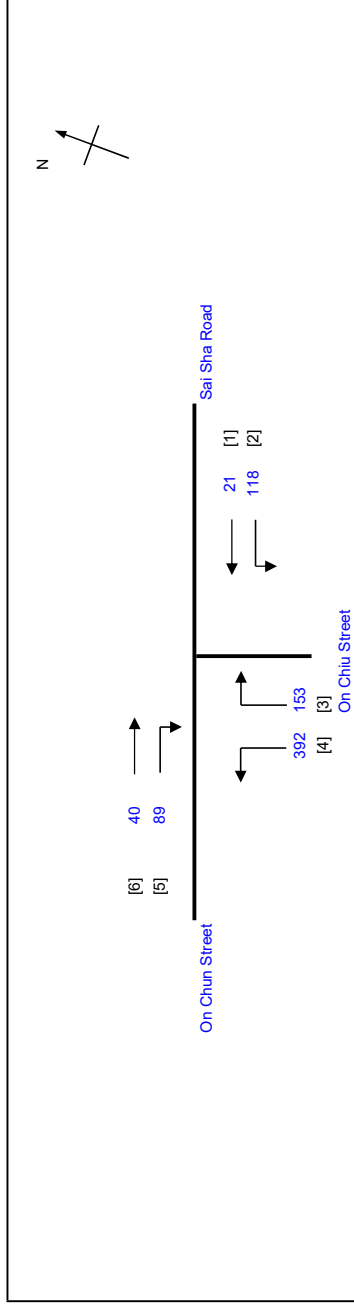 N
Sai Sha Road
21 [1]
118 [2]
[6] 40
[5] 89
On Chun Street
392 153
[4] [3]
On Chiu Street